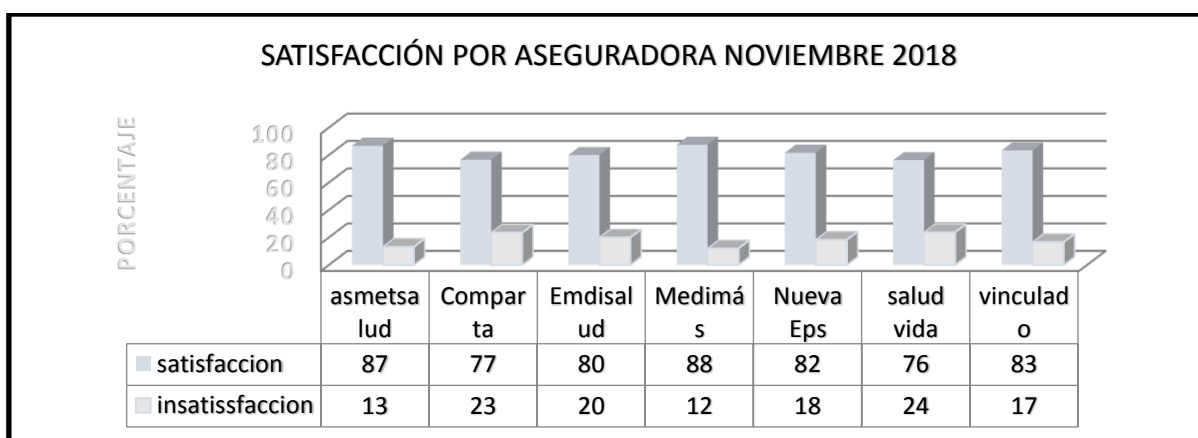 SATISFACCIÓN POR ASEGURADORA NOVIEMBRE 2018
PORCENTAJE
100
80
60
40
20
0
asmetsa
lud
Compar
ta
Emdisal
ud
Medimá
s
Nueva
Eps
salud
vida
vinculad
o
satisfaccion 87 77 80 88 82 76 83
insatissfaccion 13 23 20 12 18 24 17